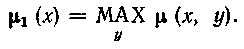 μ₁ (x) = MAX μ (x, y).
y